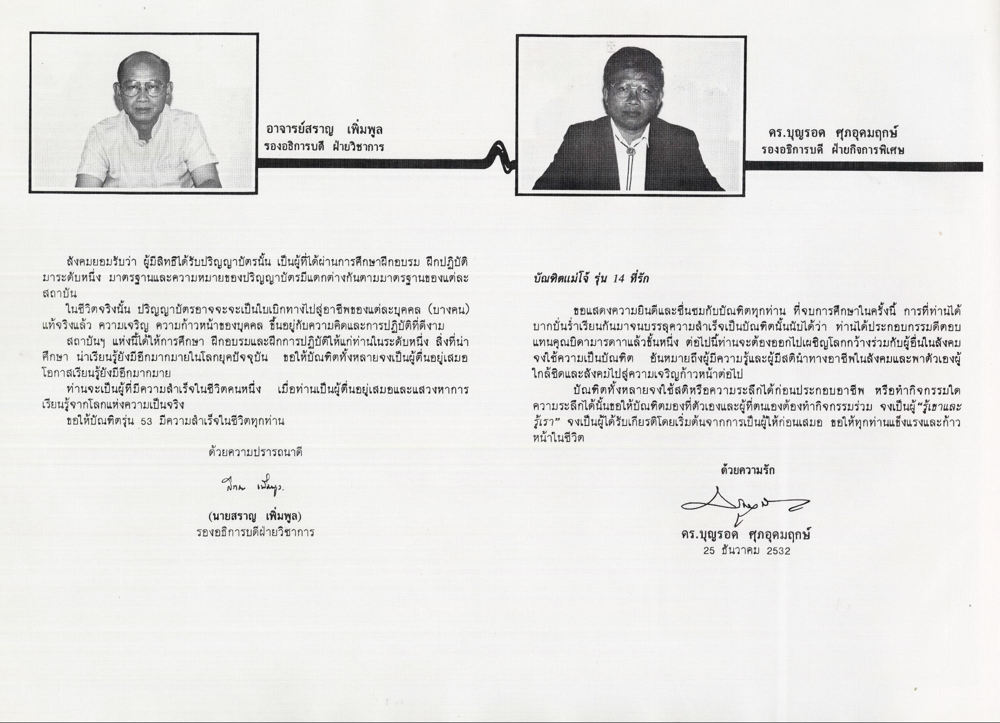 อาจารย์สราญ เพิ่มพูล
รองอธิการบดี ฝ่ายวิชาการ
สังคมยอมรับว่า ผู้มีสิทธิได้รับปริญญาบัตรนั้น เป็นผู้ที่ได้ผ่านการศึกษาฝึกอบรม ฝึกปฏิบัติ
มาระดับหนึ่ง มาตรฐานและความหมายของปริญญาบัตรมีแตกต่างกันตามมาตรฐานของแต่ละ
สถาบัน
ในชีวิตจริงนั้น ปริญญาบัตรอาจจะจะเป็นใบเบิกทางไปสู่อาชีพของแต่ละบุคคล (บางคน)
แท้จริงแล้ว ความเจริญ ความก้าวหน้าของบุคคล ขึ้นอยู่กับความคิดและการปฏิบัติที่ดีงาม
สถาบันฯ แห่งนี้ได้ให้การศึกษา ฝึกอบรมและฝึกการปฏิบัติให้แก่ท่านในระดับหนึ่ง สิ่งที่น่า
ศึกษา น่าเรียนรู้ยังมีอีกมากมายในโลกยุคปัจจุบัน ขอให้บัณฑิตทั้งหลายจงเป็นผู้ตื่นอยู่เสมอ
โอกาสเรียนรู้ยังมีอีกมากมาย
ท่านจะเป็นผู้ที่มีความสำเร็จในชีวิตคนหนึ่ง เมื่อท่านเป็นผู้ตื่นอยู่เสมอและแสวงหาการ
เรียนรู้จากโลกแห่งความเป็นจริง
ขอให้บัณฑิตรุ่น 53 มีความสำเร็จในชีวิตทุกท่าน
ด้วยความปรารถนาดี
สราญ เพิ่มพูล
(นายสราญ เพิ่มพูล)
รองอธิการบดีฝ่ายวิชาการ
ดร.บุญรอด ศุภอุดมฤกษ์
รองอธิการบดี ฝ่ายกิจการพิเศษ
บัณฑิตแม่โจ้ รุ่น 14 ที่รัก
ขอแสดงความยินดีและชื่นชมกับบัณฑิตทุกท่าน ที่จบการศึกษาในครั้งนี้ การที่ท่านได้
บากบั่นร่ำเรียนกันมาจนบรรลุความสำเร็จเป็นบัณฑิตนั้นนับได้ว่า ท่านได้ประกอบกรรมดีตอบ
แทนคุณบิดามารดาาแล้วขั้นหนึ่ง ต่อไปนี้ท่านจะต้องออกไปเผชิญโลกกว้างร่วมกับผู้อื่นในสังคม
จงใช้ความเป็นบัณฑิต อันหมายถึงผู้มีความรู้และผู้มีสตินำทางอาชีพในสังคมและพาตัวเองผู้
ใกล้ชิดและสังคมไปสู่ความเจริญก้าวหน้าต่อไป
บัณฑิตทั้งหลายจงใช้สติหรือความระลึกได้ก่อนประกอบอาชีพ หรือทำกิจกรรมใด
ความระลึกได้นั้นขอให้บัณฑิตมองที่ตัวเองและผู้ที่ตนเองต้องทำกิจกรรมร่วม จงเป็นผู้“รู้เขาและ
รู้เรา” จงเป็นผู้ได้รับเกียรติโดยเริ่มต้นจากการเป็นผู้ให้ก่อนเสมอ ขอให้ทุกท่านแข็งแรงและก้าว
หน้าในชีวิต
ด้วยความรัก
ดร.บุญรอด ศุภอุดมฤกษ์
25 ธันวาคม 2532